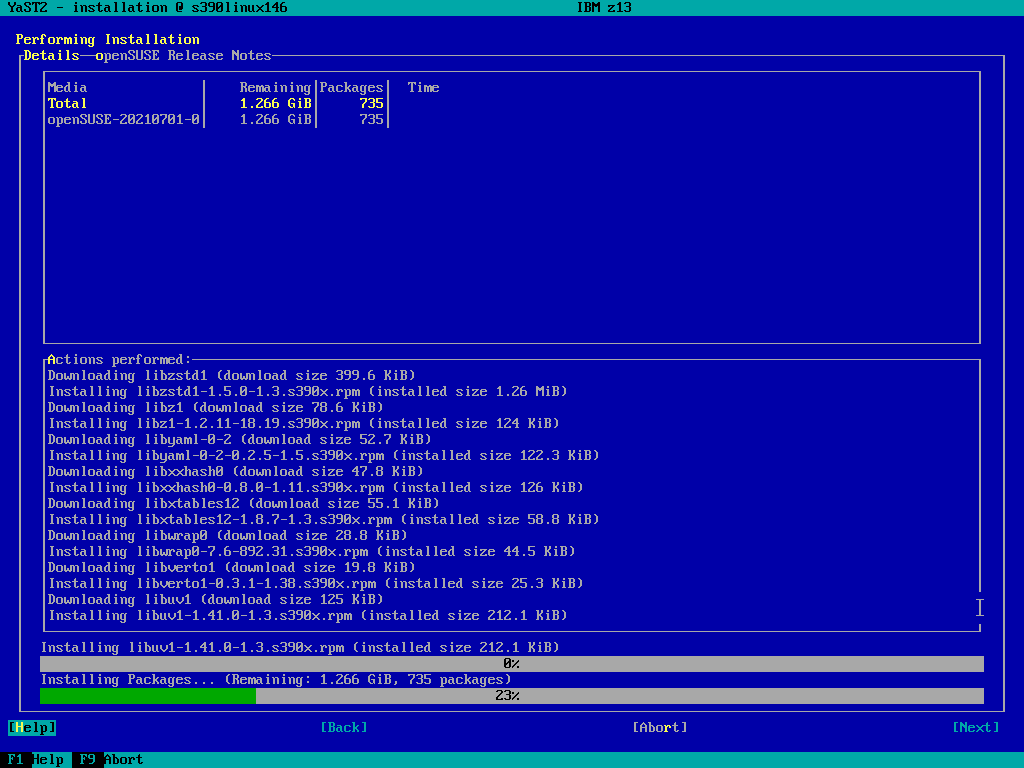 YaST2 - installation @ s390linux146 IBM z13
Performing Installation
Details openSUSE Release Notes
Media Remaining Packages Time
Total 1.266 GiB 735
openSUSE-20210701-0 1.266 GiB 735
Actions performed:
Downloading libzstd1 (download size 399.6 KiB)
Installing libzstd1-1.5.0-1.3.s390x.rpm (installed size 1.26 MiB)
Downloading libz1 (download size 78.6 KiB)
Installing libz1-1.2.11-18.19.s390x.rpm (installed size 124 KiB)
Downloading libyaml-0-2 (download size 52.7 KiB)
Installing libyaml-0-2-0.2.5-1.5.s390x.rpm (installed size 122.3 KiB)
Downloading libxxhash0 (download size 47.8 KiB)
Installing libxxhash0-0.8.0-1.11.s390x.rpm (installed size 126 KiB)
Downloading libxtables12 (download size 55.1 KiB)
Installing libxtables12-1.8.7-1.3.s390x.rpm (installed size 58.8 KiB)
Downloading libwrap0 (download size 28.8 KiB)
Installing libwrap0-7.6-892.31.s390x.rpm (installed size 44.5 KiB)
Downloading libverto1 (download size 19.8 KiB)
Installing libverto1-0.3.1-1.38.s390x.rpm (installed size 25.3 KiB)
Downloading libuv1 (download size 125 KiB)
Installing libuv1-1.41.0-1.3.s390x.rpm (installed size 212.1 KiB)
Installing libuv1-1.41.0-1.3.s390x.rpm (installed size 212.1 KiB)
0%
Installing Packages... (Remaining: 1.266 GiB, 735 packages)
23%
[Help] [Back] [Abort] [Next]
F1 Help F9 Abort